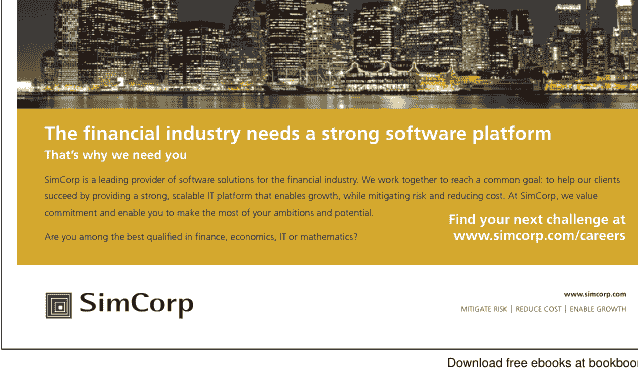 The financial industry needs a strong software platform
That's why we need you
SimCorp is a leading provider of software solutions for the financial industry. We work together to reach a common goal: to help our clients
succeed by providing a strong, scalable IT platform that enables growth, while mitigating risk and reducing cost. At SimCorp, we value
commitment and enable you to make the most of your ambitions and potential.
Are you among the best qualified in finance, economics, IT or mathematics?
Find your next challenge at
www.simcorp.com/careers
SimCorp
www.simcorp.com
MITIGATE RISK | REDUCE COST | ENABLE GROWTH
Download free ebooks at bookboo